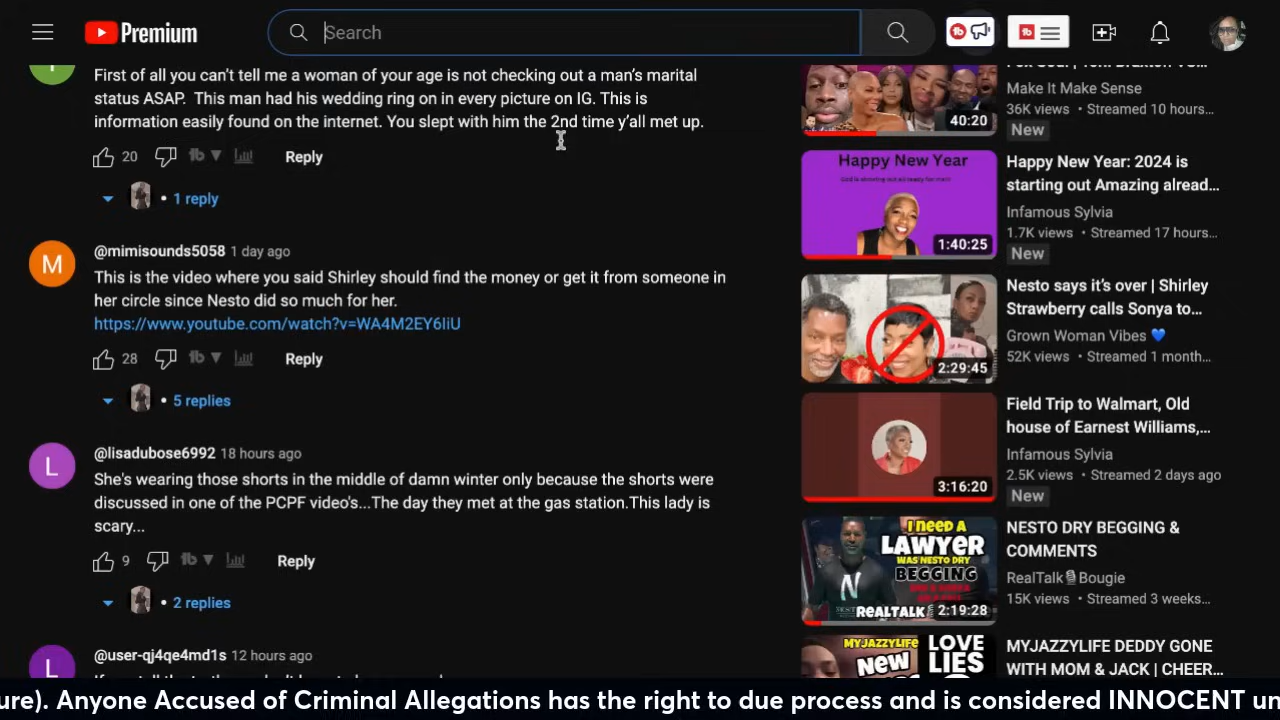 Premium
Search
First of all you can't tell me a woman of your age is not checking out a man's marital
status ASAP. This man had his wedding ring on in every picture on IG. This is
information easily found on the internet. You slept with him the 2nd time y'all met up.
20
Reply
1 reply
M
@mimisounds5058 1 day ago
This is the video where you said Shirley should find the money or get it from someone in
her circle since Nesto did so much for her.
https://www.youtube.com/watch?v=WA4M2EY6IiU
28
Reply
5 replies
L
@lisadubose6992 18 hours ago
She's wearing those shorts in the middle of damn winter only because the shorts were
discussed in one of the PCPF video's...The day they met at the gas station.This lady is
scary...
9
Reply
2 replies
L
12 hours ago
40:20
Make It Make Sense
36K views • Streamed 10 hours...
New
Happy New Year
1:40:25
Happy New Year: 2024 is
starting out Amazing alread...
Infamous Sylvia
1.7K views • Streamed 17 hours...
New
2:29:45
Nesto says it's over | Shirley
Strawberry calls Sonya to...
Grown Woman Vibes 💙
52K views • Streamed 1 month...
3:16:20
Field Trip to Walmart, Old
house of Earnest Williams,...
Infamous Sylvia
2.5K views • Streamed 2 days ago
New
I NEED A
LAWYER
WAS NESTO DRY
BEGGING
N
REALTALK
2:19:28
NESTO DRY BEGGING &
COMMENTS
RealTalk🎙Bougie
15K views • Streamed 3 weeks...
MYJAZZYLIFE
NEW
LOVE
LIES
MYJAZZYLIFE DEDDY GONE
WITH MOM & JACK | CHEER...
ure). Anyone Accused of Criminal Allegations has the right to due process and is considered INNOCENT un